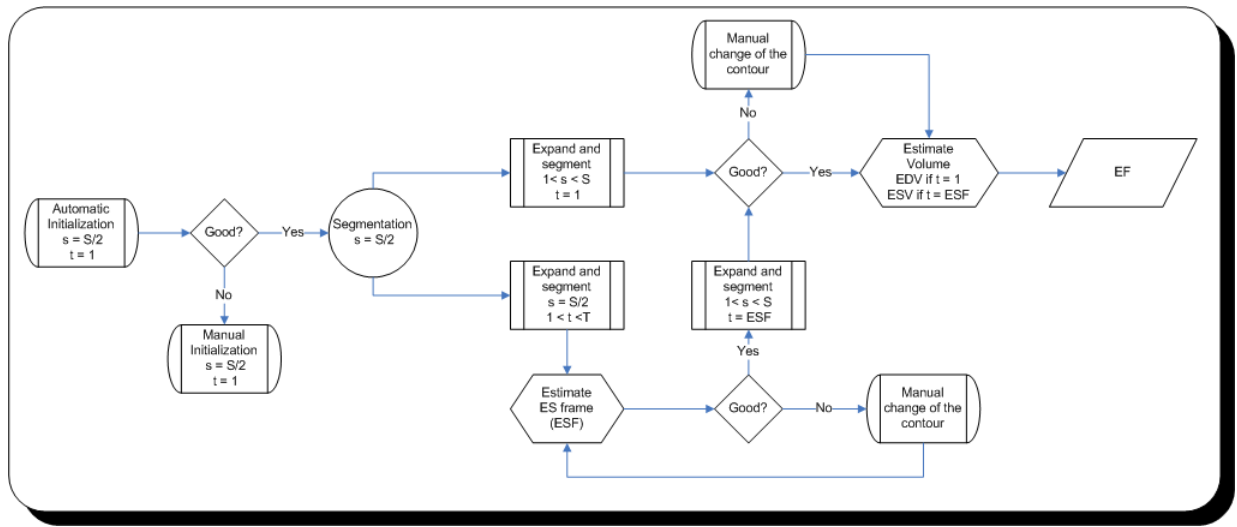 Manual
change of the
contour
No
Expand and
segment
1< s < S
t = 1
Good?
Yes
Estimate
Volume
EDV if t = 1
ESV if t = ESF
EF
Automatic
Initialization
s = S/2
t = 1
Good?
Yes
Segmentation
s = S/2
No
Manual
Initialization
s = S/2
t = 1
Expand and
segment
s = S/2
1 < t <T
Expand and
segment
1< s < S
t = ESF
Yes
Estimate
ES frame
(ESF)
Good?
No
Manual
change of the
contour